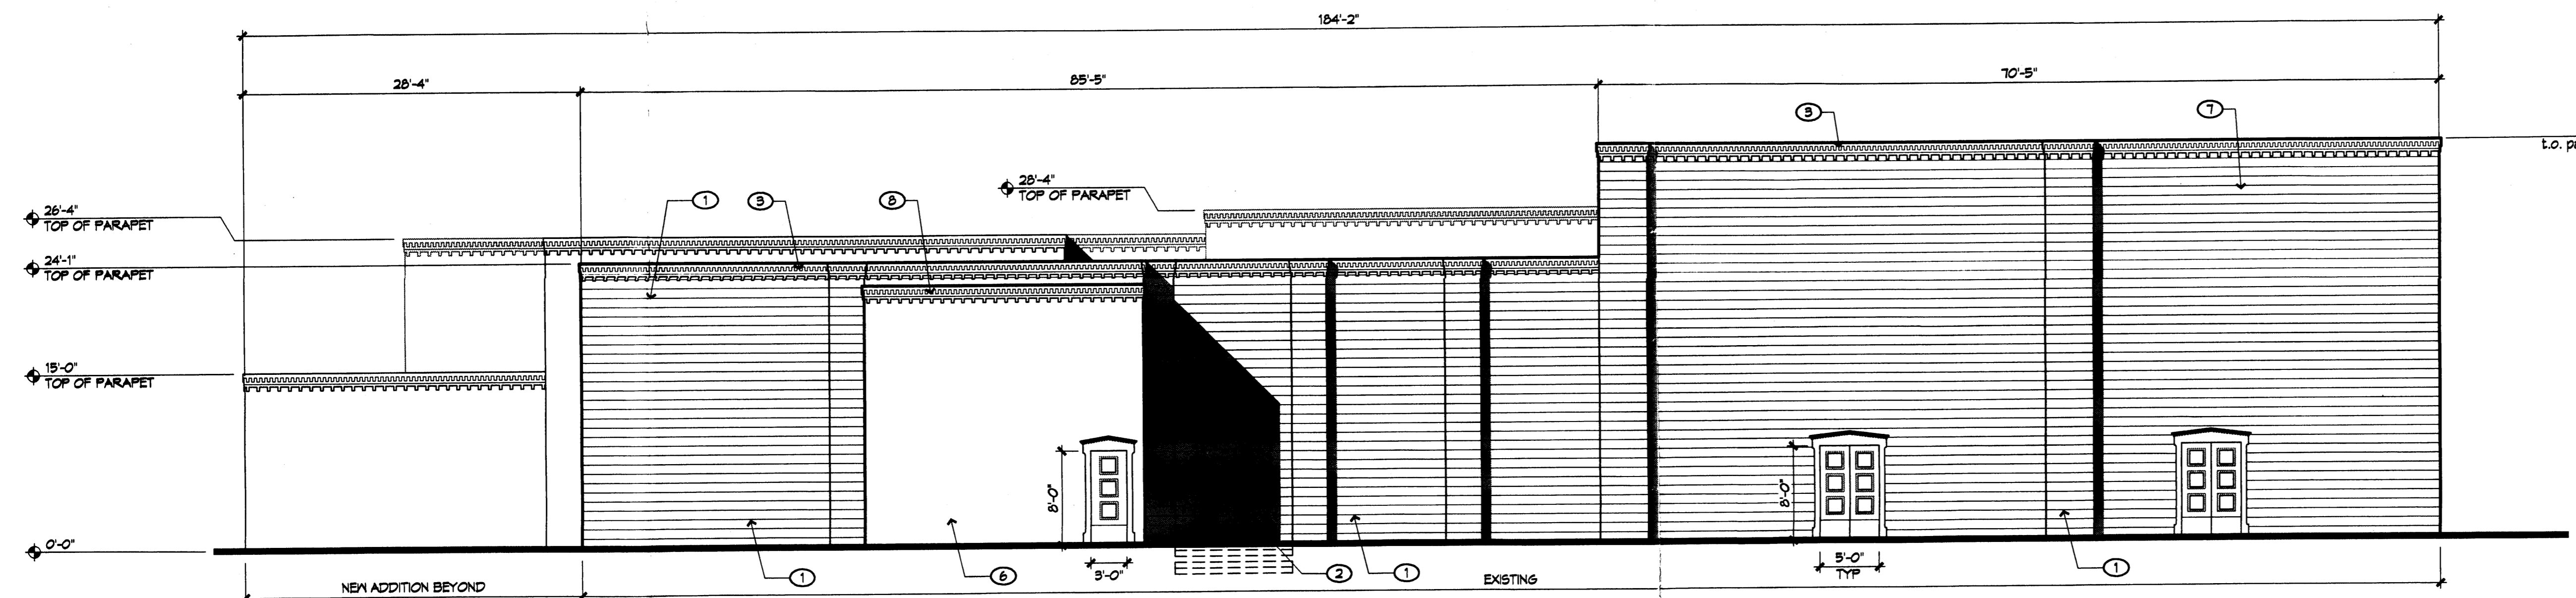 184'-2"
28'-4"
85'-5"
70'-5"
3
7
t.o. pa
28'-4"
TOP OF PARAPET
1
3
8
26'-4"
TOP OF PARAPET
24'-1"
TOP OF PARAPET
15'-0"
TOP OF PARAPET
8'-0"
8'-0"
0'-0"
3'-0"
5'-0"
TYP
1
6
2
1
1
NEW ADDITION BEYOND
EXISTING